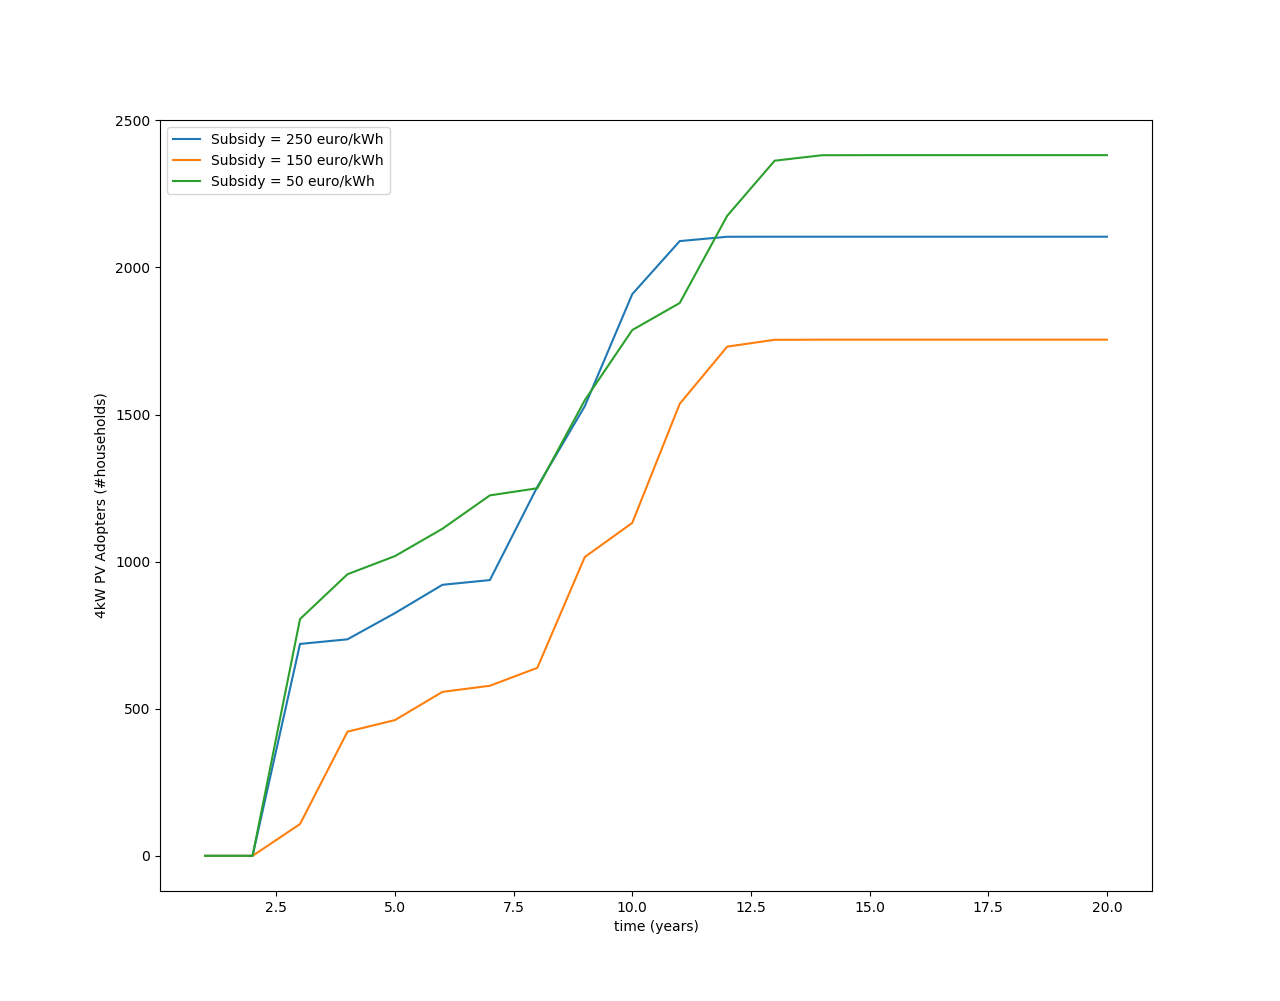 2500
2000
1500
1000
500
0
4kW PV Adopters (#households)
Subsidy = 250 euro/kWh
Subsidy = 150 euro/kWh
Subsidy = 50 euro/kWh
2.5 5.0 7.5 10.0 12.5 15.0 17.5 20.0
time (years)